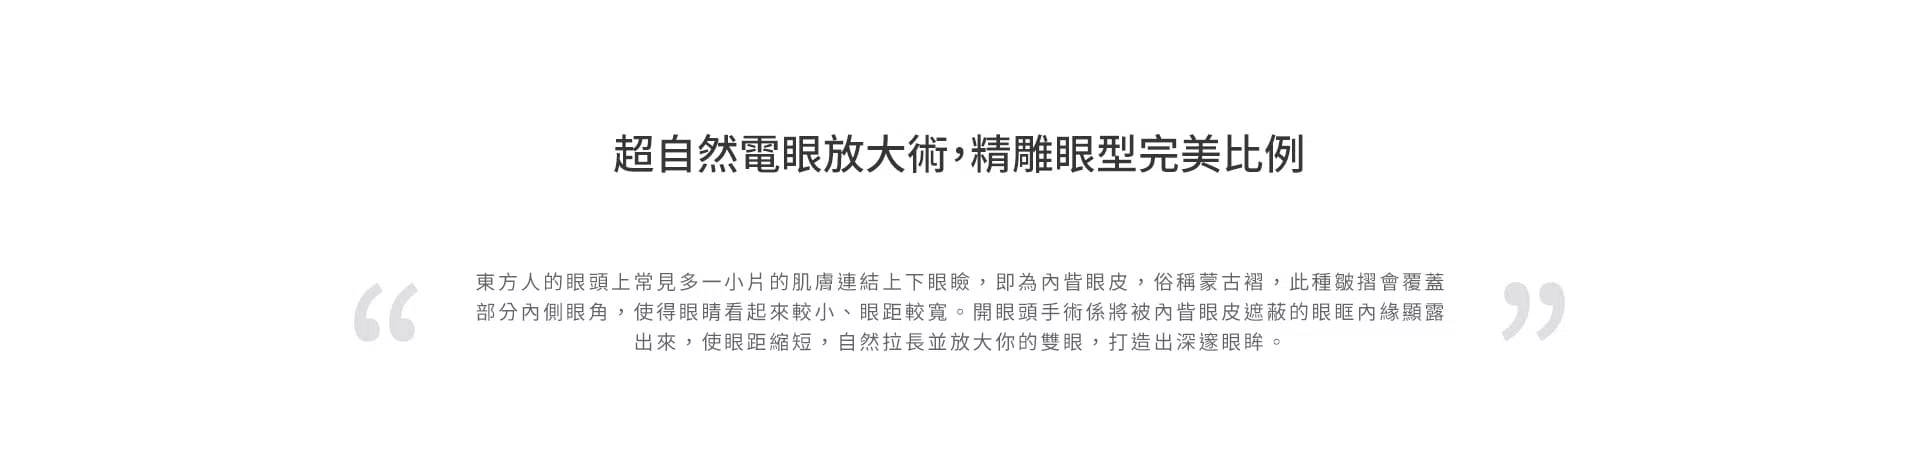 超自然電眼放大術，精雕眼型完美比例
“ ”
東方人的眼頭上常見多一小片的肌膚連結上下眼瞼，即為內眥眼皮，俗稱蒙古褶，此種皺摺會覆蓋
部分內側眼角，使得眼睛看起來較小、眼距較寬。開眼頭手術係將被內眥眼皮遮蔽的眼眶內緣顯露
出來，使眼距縮短，自然拉長並放大你的雙眼，打造出深邃眼眸。